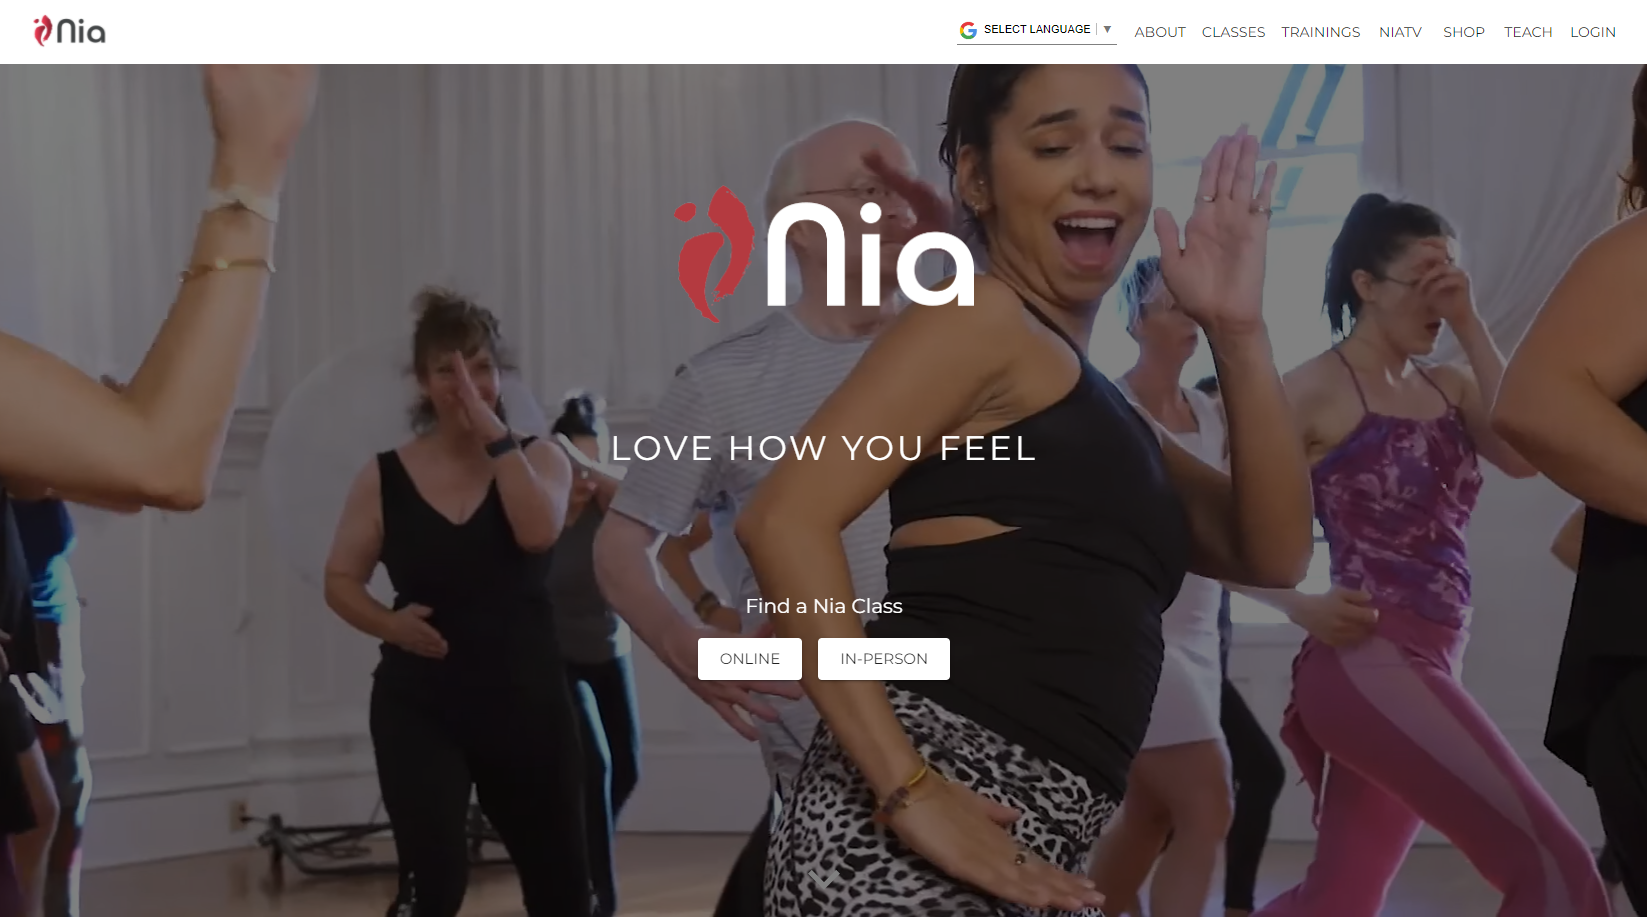 Nia
SELECT LANGUAGE ▼
ABOUT
CLASSES
TRAININGS
NIATV
SHOP
TEACH
LOGIN
Nia
LOVE HOW YOU FEEL
Find a Nia Class
ONLINE
IN-PERSON